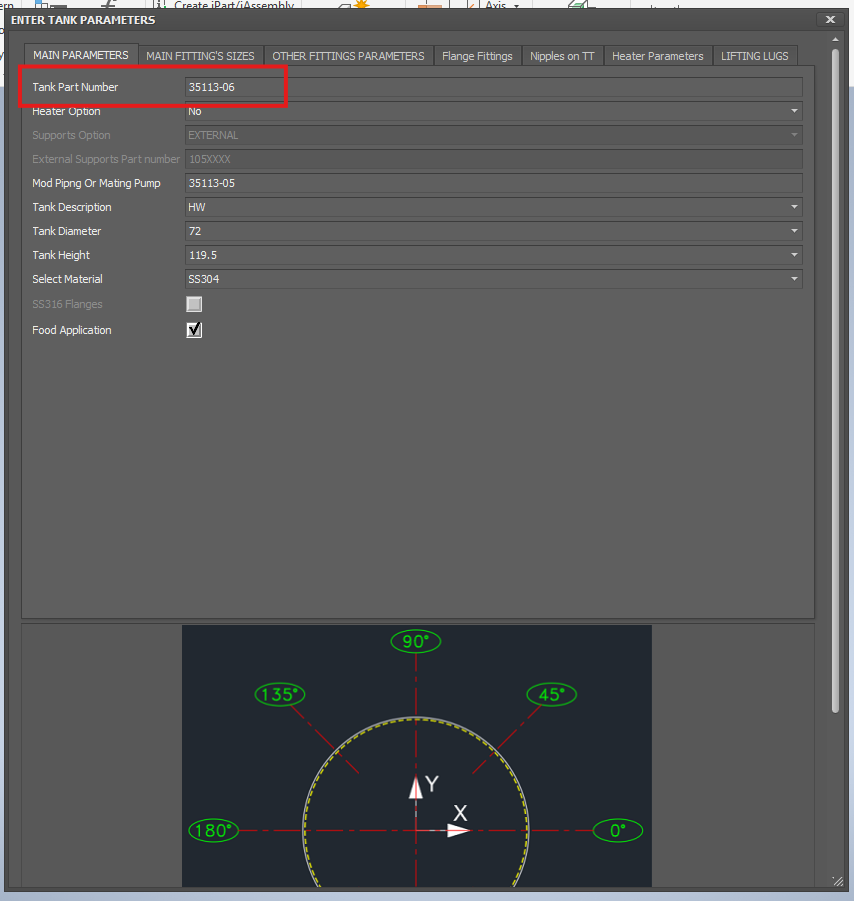 Create iPart/iAssembly
Axis
ENTER TANK PARAMETERS
MAIN PARAMETERS MAIN FITTING'S SIZES OTHER FITTINGS PARAMETERS Flange Fittings Nipples on TT Heater Parameters LIFTING LUGS
Tank Part Number 35113-06
Heater Option No
Supports Option EXTERNAL
External Supports Part number 105XXXX
Mod Pipng Or Mating Pump 35113-05
Tank Description HW
Tank Diameter 72
Tank Height 119.5
Select Material SS304
SS316 Flanges
Food Application
90°
135° 45°
Y
X
180° 0°